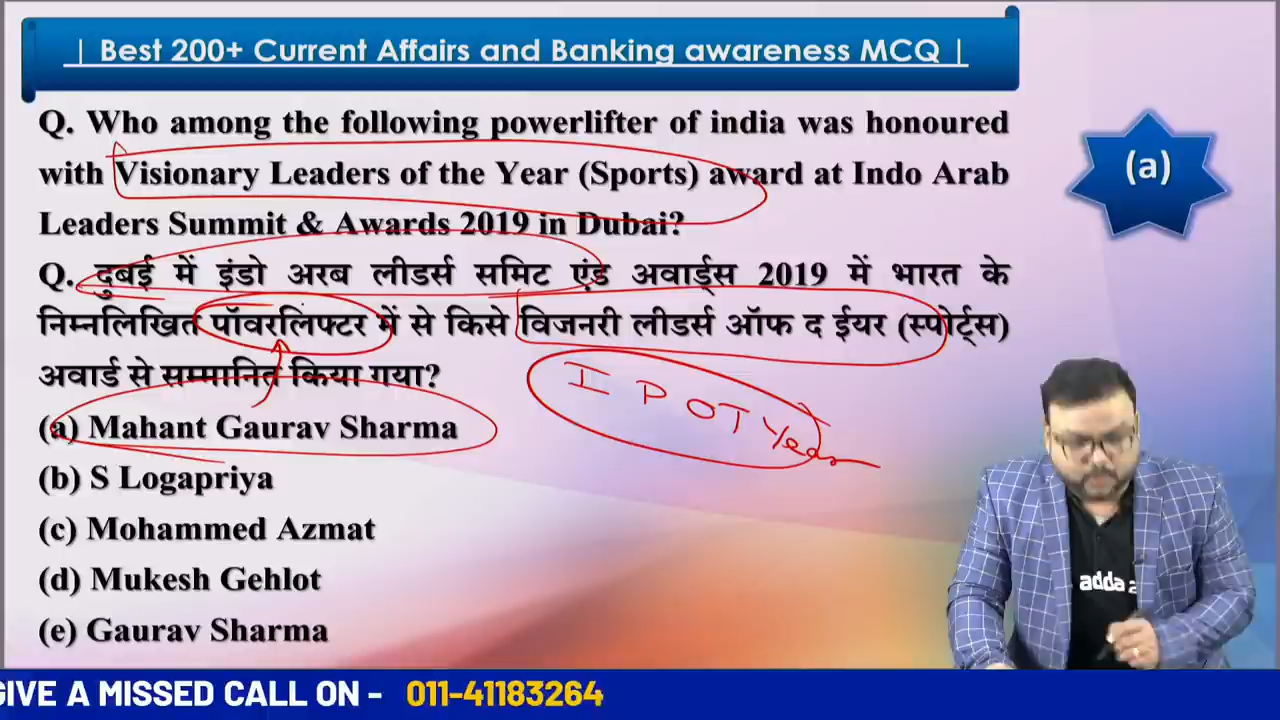 | Best 200+ Current Affairs and Banking awareness MCQ |
Q. Who among the following powerlifter of india was honoured
with Visionary Leaders of the Year (Sports) award at Indo Arab
Leaders Summit & Awards 2019 in Dubai?
(a)
Q. दुबई में इंडो अरब लीडर्स समिट एंड अवार्ड्स 2019 में भारत के
निम्नलिखित पॉवरलिफ्टर में से किसे विजनरी लीडर्स ऑफ द ईयर (स्पोर्ट्स)
अवार्ड से सम्मानित किया गया?
I P O T Year
(a) Mahant Gaurav Sharma
(b) S Logapriya
(c) Mohammed Azmat
(d) Mukesh Gehlot
(e) Gaurav Sharma
adda
GIVE A MISSED CALL ON - 011-41183264